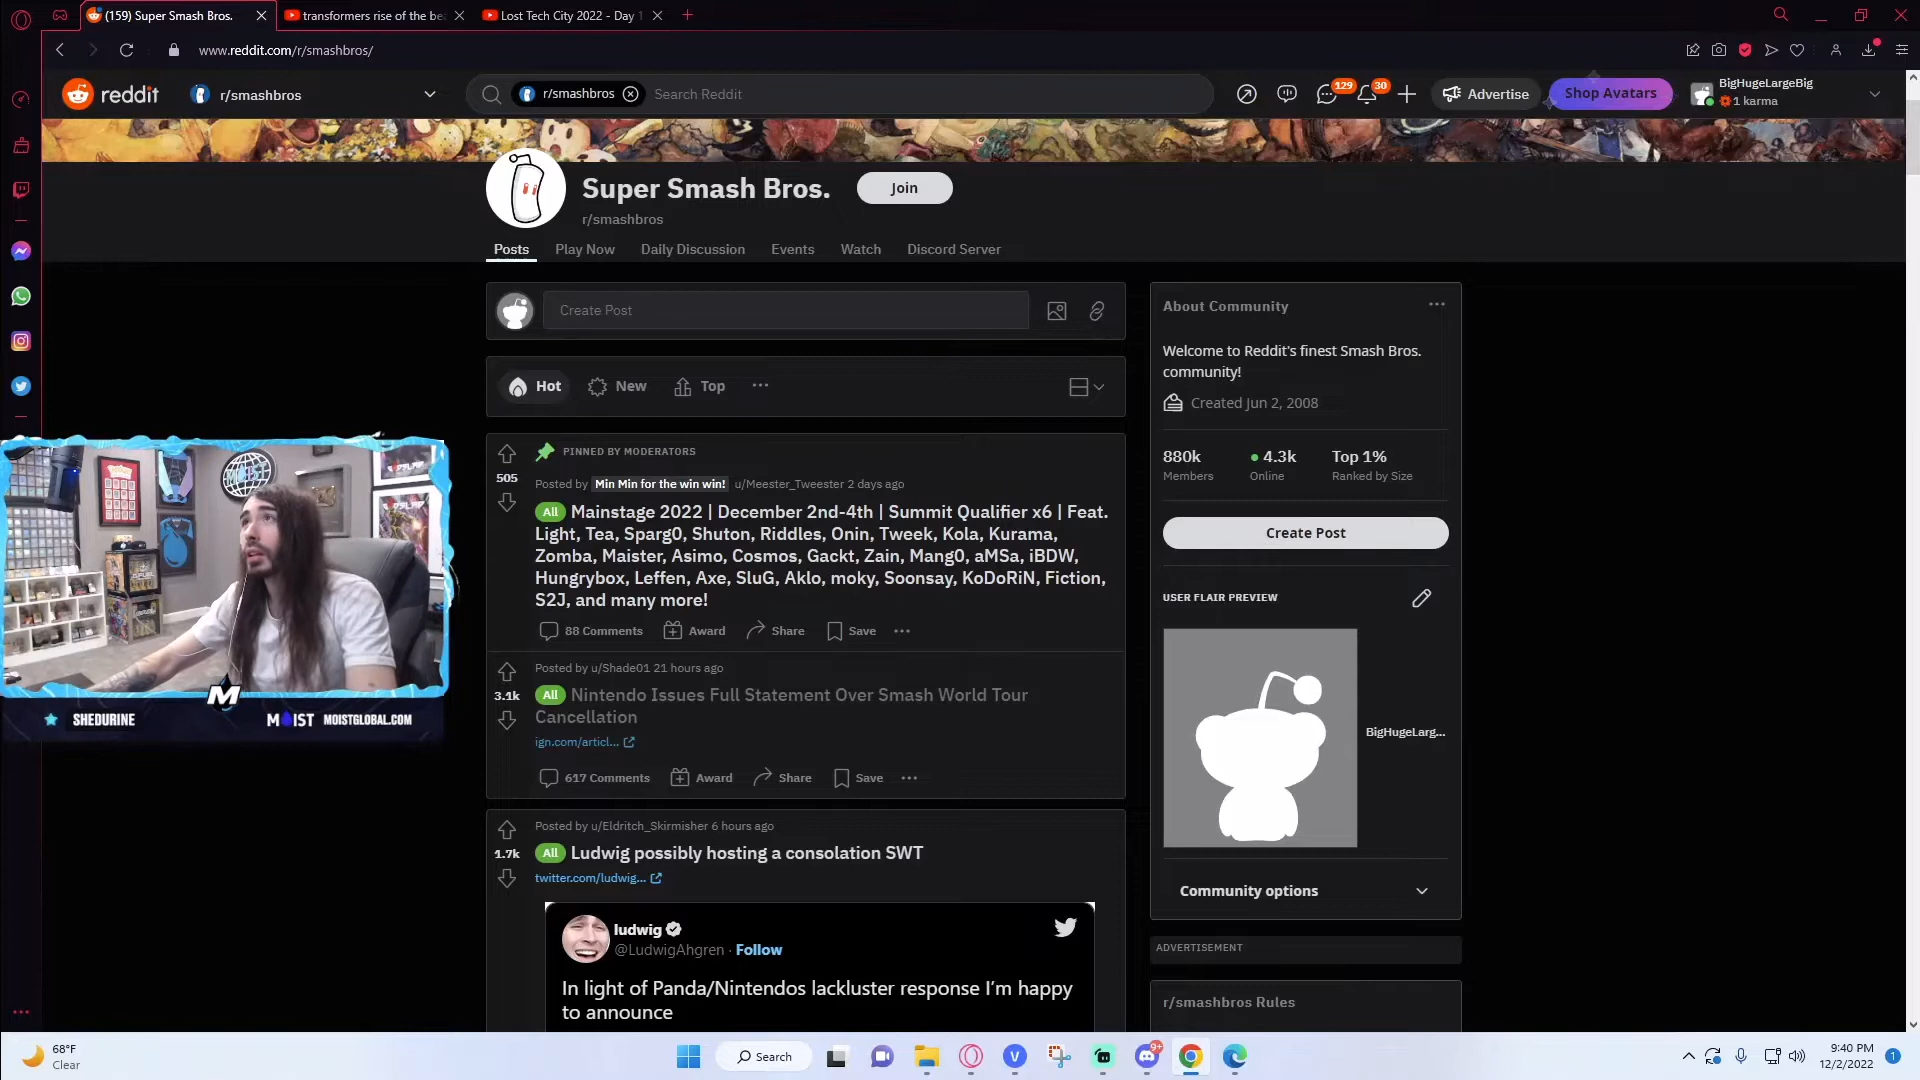 (159) Super Smash Bros.
transformers rise of the be
Lost Tech City 2022 - Day 1
www.reddit.com/r/smashbros/
reddit
r/smashbros
r/smashbros
Search Reddit
129
30
Advertise
Shop Avatars
BigHugeLargeBig
1 karma
Super Smash Bros.
Join
r/smashbros
Posts
Play Now
Daily Discussion
Events
Watch
Discord Server
Create Post
Hot
New
Top
PINNED BY MODERATORS
505
Posted by Min Min for the win win! u/Meester_Tweester 2 days ago
All Mainstage 2022 | December 2nd-4th | Summit Qualifier x6 | Feat.
Light, Tea, Sparg0, Shuton, Riddles, Onin, Tweek, Kola, Kurama,
Zomba, Maister, Asimo, Cosmos, Gackt, Zain, Mang0, aMSa, iBDW,
Hungrybox, Leffen, Axe, SluG, Aklo, moky, Soonsay, KoDoRiN, Fiction,
S2J, and many more!
88 Comments
Award
Share
Save
Posted by u/Shade01 21 hours ago
3.1k
All Nintendo Issues Full Statement Over Smash World Tour
Cancellation
ign.com/articl...
617 Comments
Award
Share
Save
Posted by u/Eldritch_Skirmisher 6 hours ago
1.7k
All Ludwig possibly hosting a consolation SWT
twitter.com/ludwig...
ludwig
@LudwigAhgren · Follow
In light of Panda/Nintendos lackluster response I'm happy
to announce
About Community
Welcome to Reddit's finest Smash Bros.
community!
Created Jun 2, 2008
880k
Members
4.3k
Online
Top 1%
Ranked by Size
Create Post
USER FLAIR PREVIEW
BigHugeLarg...
Community options
ADVERTISEMENT
r/smashbros Rules
MOIST
M
SHEDURINE
MOIST
MOISTGLOBAL.COM
68°F
Clear
Search
V
9+
9:40 PM
12/2/2022
1